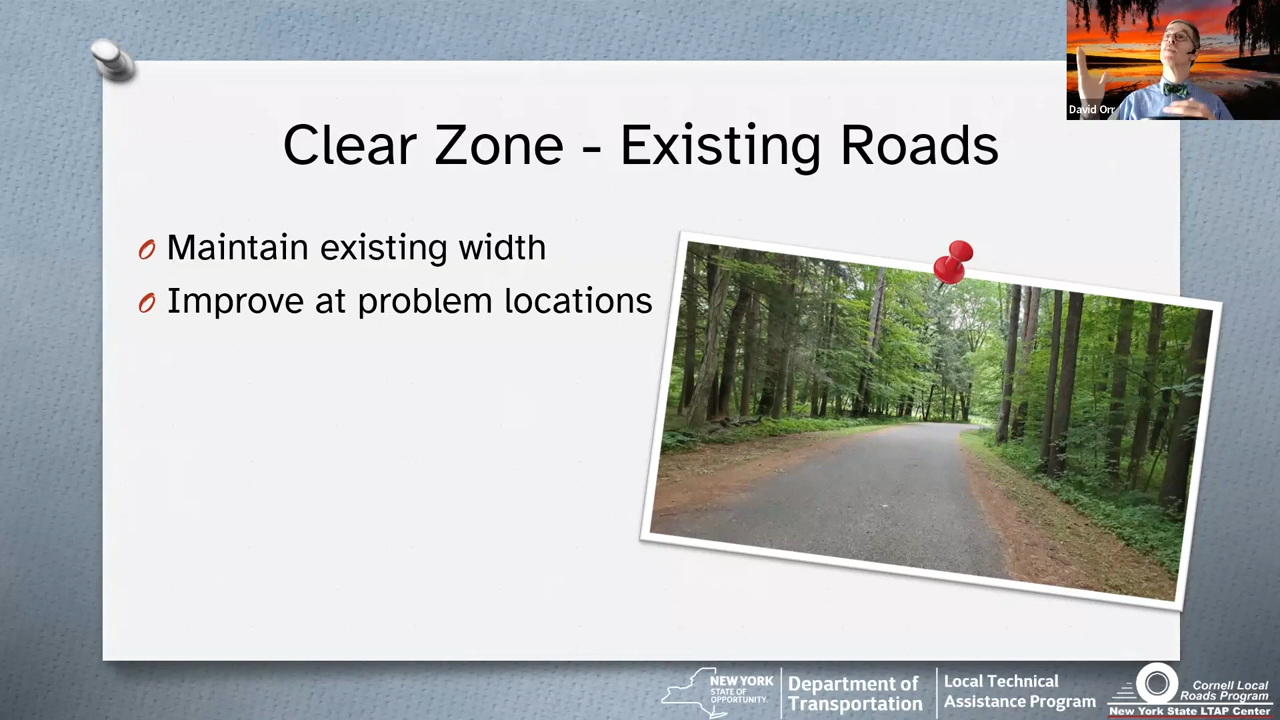 David Orr
Clear Zone - Existing Roads
Maintain existing width
Improve at problem locations
NEW YORK
STATE OF
OPPORTUNITY.
Department of
Transportation
Local Technical
Assistance Program
Cornell Local
Roads Program
New York State LTAP Center